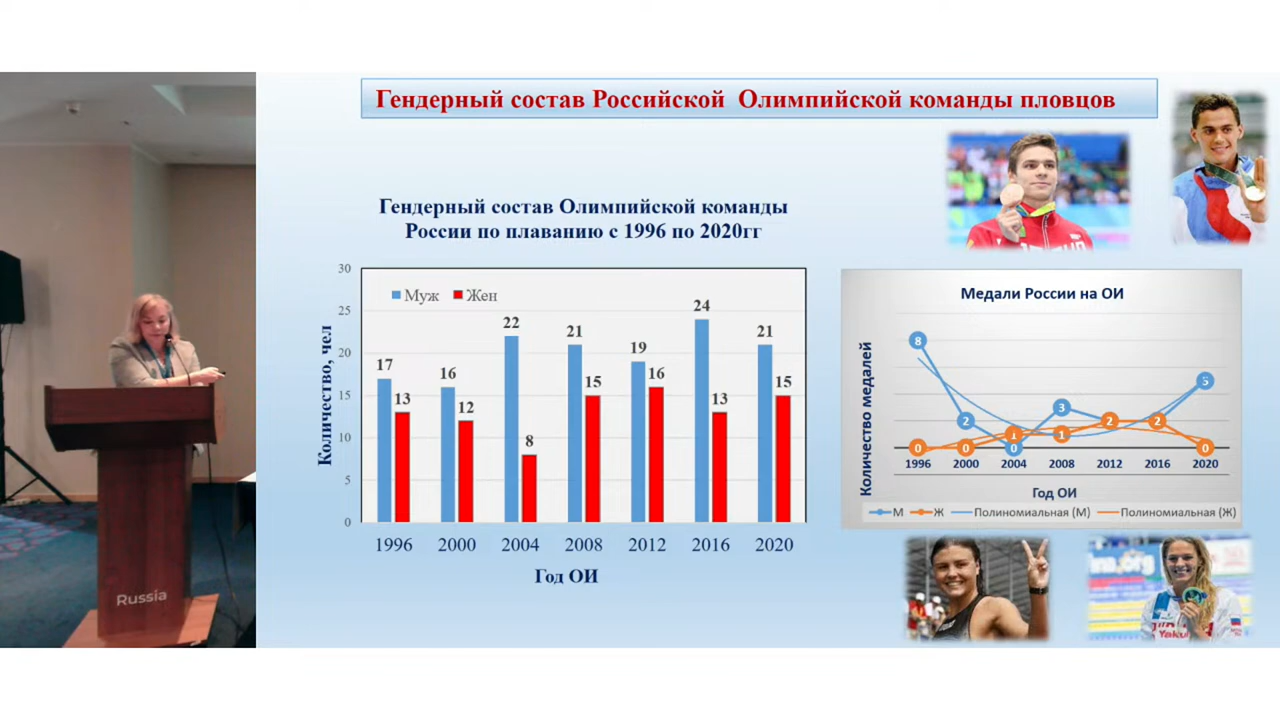 Гендерный состав Российской Олимпийской команды пловцов
Гендерный состав Олимпийской команды
России по плаванию с 1996 по 2020гг
Количество, чел
30
25
20
15
10
5
0
Муж Жен
17 13
16 12
22 8
21 15
19 16
24 13
21 15
1996 2000 2004 2008 2012 2016 2020
Год ОИ
Медали России на ОИ
Количество медалей
8 2 0 3 2 2 5
0 0 1 1 2 2 0
1996 2000 2004 2008 2012 2016 2020
Год ОИ
М Ж Полиномиальная (М) Полиномиальная (Ж)
Russia
Yakult